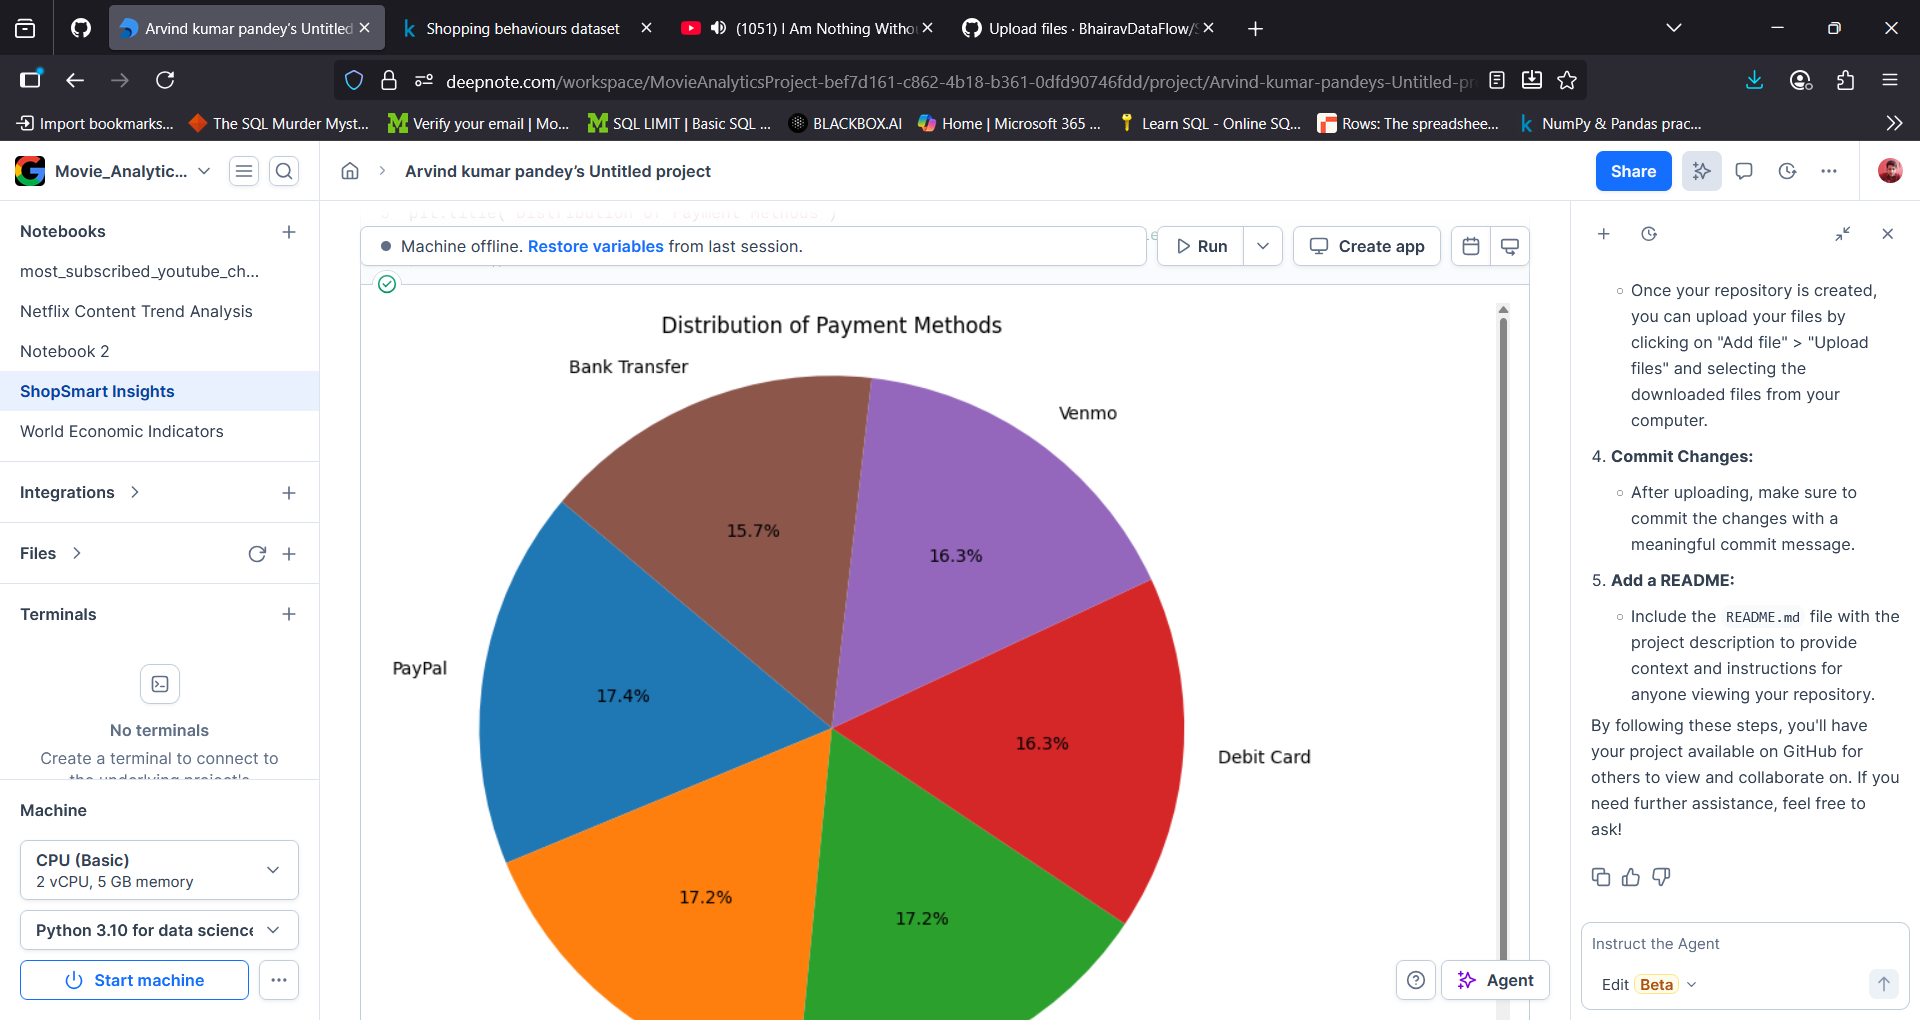 Arvind kumar pandey's Untitled
Shopping behaviours dataset
(1051) I Am Nothing Witho
Upload files · BhairavDataFlow/
deepnote.com/workspace/MovieAnalyticsProject-bef7d161-c862-4b18-b361-0dfd90746fdd/project/Arvind-kumar-pandeys-Untitled-pr
Import bookmarks...
The SQL Murder Myst...
Verify your email | Mo...
SQL LIMIT | Basic SQL ...
BLACKBOX.AI
Home | Microsoft 365 ...
Learn SQL - Online SQ...
Rows: The spreadshee...
NumPy & Pandas prac...
Movie_Analytic...
Arvind kumar pandey's Untitled project
Share
Notebooks
most_subscribed_youtube_ch...
Netflix Content Trend Analysis
Notebook 2
ShopSmart Insights
World Economic Indicators
Integrations
Files
Terminals
No terminals
Create a terminal to connect to
the underlying project's
Machine
CPU (Basic)
2 vCPU, 5 GB memory
Python 3.10 for data science
Start machine
plt.title('Distribution of Payment Methods')
Machine offline. Restore variables from last session.
Run
Create app
Distribution of Payment Methods
Bank Transfer
Venmo
15.7%
16.3%
PayPal
17.4%
16.3%
Debit Card
17.2%
17.2%
Agent
Once your repository is created,
you can upload your files by
clicking on "Add file" > "Upload
files" and selecting the
downloaded files from your
computer.
4. Commit Changes:
After uploading, make sure to
commit the changes with a
meaningful commit message.
5. Add a README:
Include the README.md file with the
project description to provide
context and instructions for
anyone viewing your repository.
By following these steps, you'll have
your project available on GitHub for
others to view and collaborate on. If you
need further assistance, feel free to
ask!
Instruct the Agent
Edit Beta